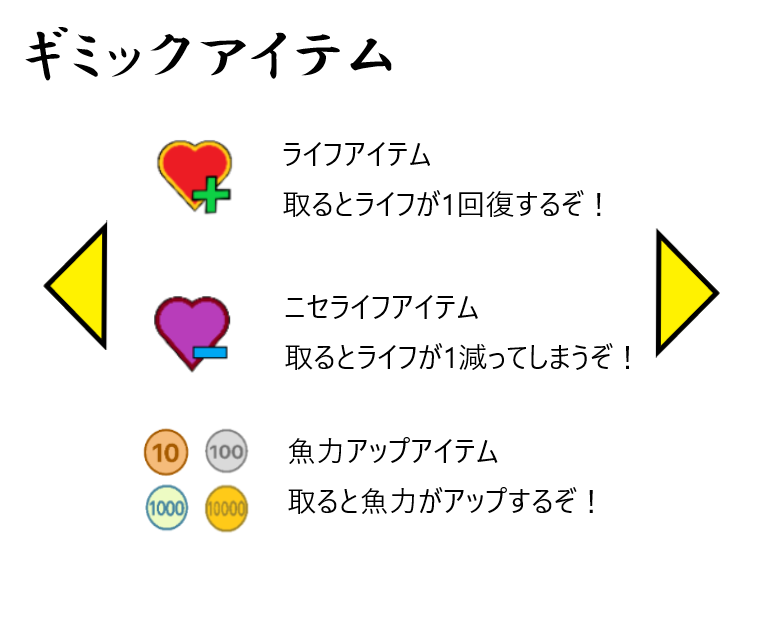 ギミックアイテム
ライフアイテム
取るとライフが1回復するぞ！
ニセライフアイテム
取るとライフが1減ってしまうぞ！
10 100
魚力アップアイテム
1000 10000
取ると魚力がアップするぞ！